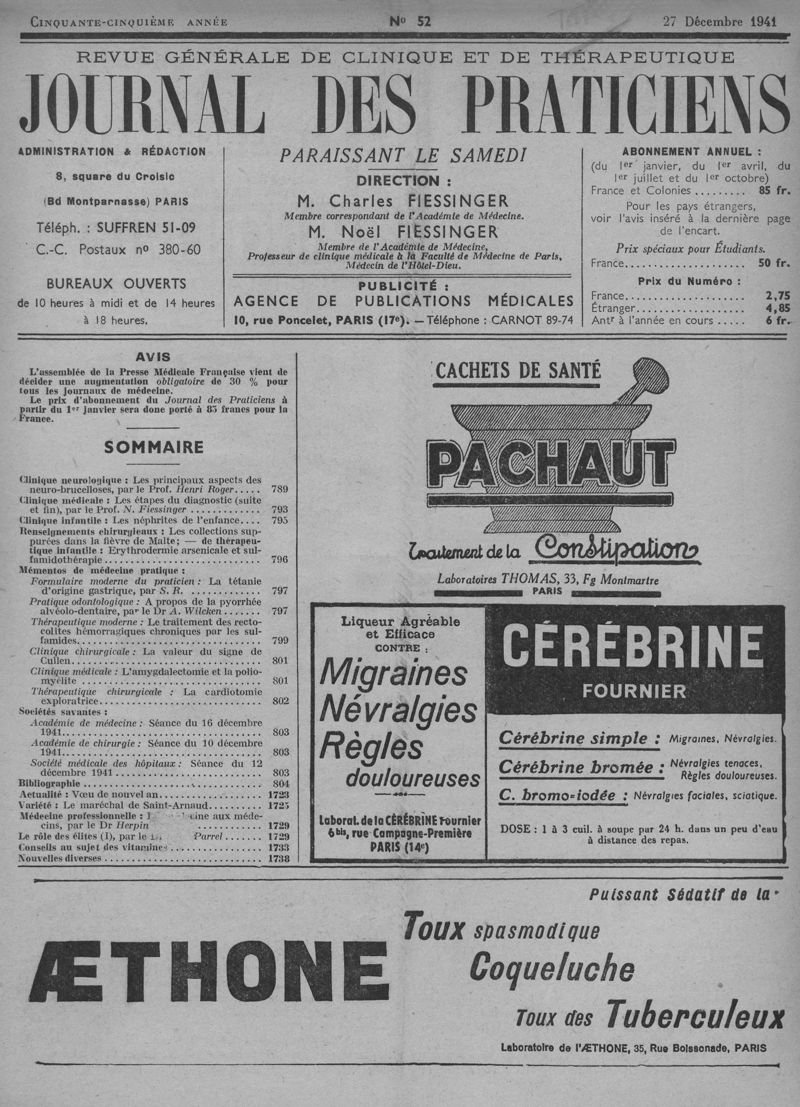 CINQUANTE-CINQUIÈME ANNÉE
No 52
27 Décembre 1941
REVUE GÉNÉRALE DE CLINIQUE ET DE THÉRAPEUTIQUE
JOURNAL DES PRATICIENS
ADMINISTRATION & RÉDACTION
8, square du Croisic
(Bd Montparnasse) PARIS
Téléph. : SUFFREN 51-09
C.-C. Postaux no 380-60
BUREAUX OUVERTS
de 10 heures à midi et de 14 heures
à 18 heures.
PARAISSANT LE SAMEDI
DIRECTION :
M. Charles FIESSINGER
Membre correspondant de l'Académie de Médecine.
M. Noël FIESSINGER
Membre de l'Académie de Médecine,
Professeur de clinique médicale à la Faculté de Médecine de Paris,
Médecin de l'Hôtel-Dieu.
PUBLICITÉ :
AGENCE DE PUBLICATIONS MÉDICALES
10, rue Poncelet, PARIS (17e). — Téléphone : CARNOT 89-74
ABONNEMENT ANNUEL :
(du 1er janvier, du 1er avril, du
1er juillet et du 1er octobre)
France et Colonies ......... 85 fr.
Pour les pays étrangers,
voir l'avis inséré à la dernière page
de l'encart.
Prix spéciaux pour Étudiants.
France..................... 50 fr.
Prix du Numéro :
France..................... 2,75
Étranger................... 4,85
Antr à l'année en cours ..... 6 fr.
AVIS
L'assemblée de la Presse Médicale Française vient de
décider une augmentation obligatoire de 30 % pour
tous les journaux de médecine.
Le prix d'abonnement du Journal des Praticiens à
partir du 1er janvier sera donc porté à 85 francs pour la
France.
SOMMAIRE
Clinique neurologique : Les principaux aspects des
neuro-brucelloses, par le Prof. Henri Roger..... 789
Clinique médicale : Les étapes du diagnostic (suite
et fin), par le Prof. N. Fiessinger ............. 793
Clinique infantile : Les néphrites de l'enfance.... 795
Renseignements chirurgicaux : Les collections sup-
purées dans la fièvre de Malte; — de thérapeu-
tique infantile : Erythrodermie arsenicale et sul-
famidothérapie ............................ 796
Mémentos de médecine pratique :
Formulaire moderne du praticien : La tétanie
d'origine gastrique, par S. R. ................ 797
Pratique odontologique : A propos de la pyorrhée
alvéolo-dentaire, par le Dr A. Wilcken ....... 797
Thérapeutique moderne : Le traitement des recto-
colites hémorragiques chroniques par les sul-
famides................................ 799
Clinique chirurgicale : La valeur du signe de
Cullen................................. 801
Clinique médicale : L'amygdalectomie et la polio-
myélite ................................ 801
Thérapeutique chirurgicale : La cardiotomie
exploratrice............................. 802
Sociétés savantes :
Académie de médecine : Séance du 16 décembre
1941.................................. 803
Académie de chirurgie : Séance du 10 décembre
1941.................................. 803
Société médicale des hôpitaux : Séance du 12
décembre 1941 .......................... 803
Bibliographie .............................. 804
Actualité : Vœu de nouvel an.................. 1723
Variété : Le maréchal de Saint-Arnaud.......... 1725
Médecine professionnelle : cine aux méde-
cins, par le Dr Herpin ............ 1729
Le rôle des élites (1), par le Parel .......... 1729
Conseils au sujet des vitamines ................ 1733
Nouvelles diverses .......................... 1738
CACHETS DE SANTÉ
PACHAUT
Traitement de la Constipation
Laboratoires THOMAS, 33, Fg Montmartre
PARIS
Liqueur Agréable
et Efficace
CONTRE :
Migraines
Névralgies
Règles
douloureuses
Laborat. de la CÉRÉBRINE Fournier
6bis, rue Campagne-Première
PARIS (14e)
CÉRÉBRINE
FOURNIER
Cérébrine simple : Migraines, Névralgies.
Cérébrine bromée : Névralgies tenaces,
Règles douloureuses.
C. bromo=iodée : Névralgies faciales, sciatique.
DOSE : 1 à 3 cuil. à soupe par 24 h. dans un peu d'eau
à distance des repas.
ÆTHONE
Puissant Sédatif de la
Toux spasmodique
Coqueluche
Toux des Tuberculeux
Laboratoire de l'ÆTHONE, 35, Rue Boissonade, PARIS